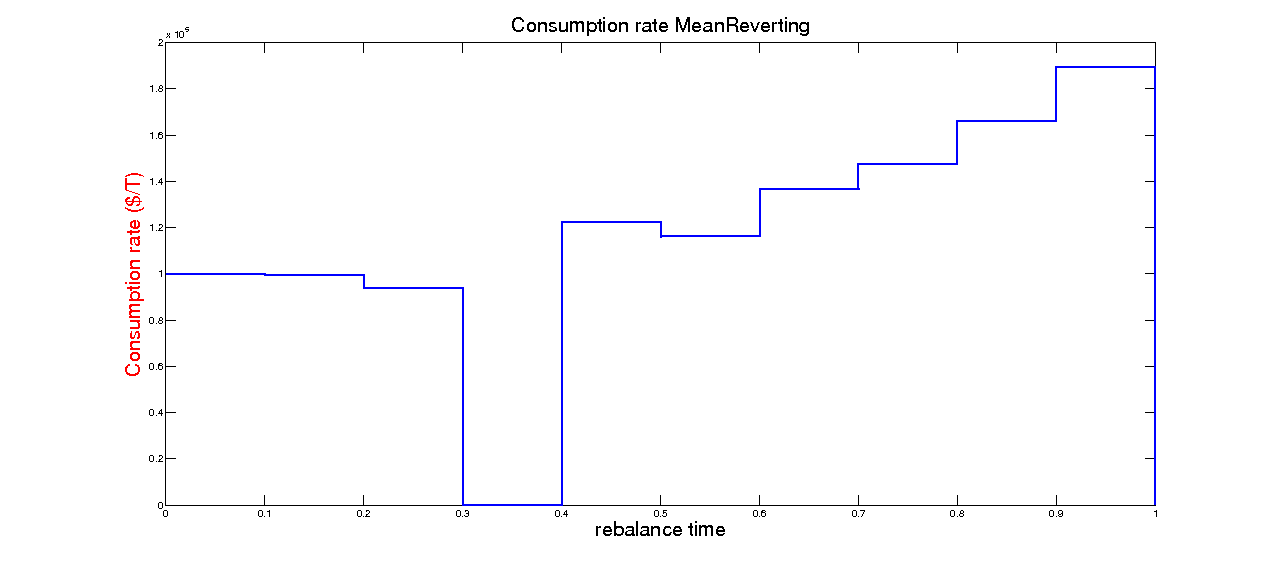 Consumption rate MeanReverting
x 10^5
2
1.8
1.6
1.4
1.2
1
0.8
0.6
0.4
0.2
0
Consumption rate ($/T)
0 0.1 0.2 0.3 0.4 0.5 0.6 0.7 0.8 0.9 1
rebalance time